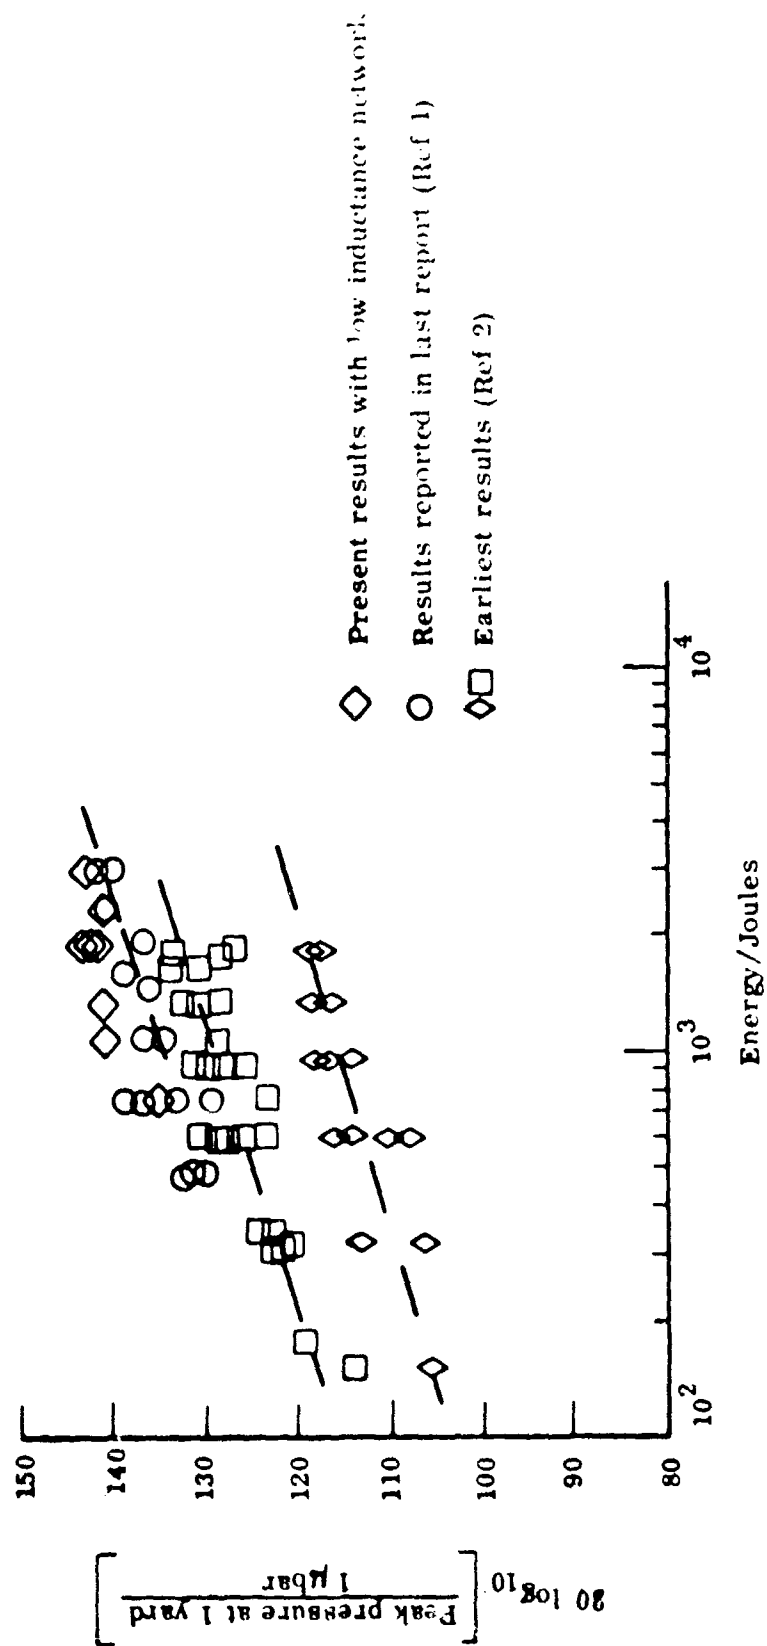 20 log10 [Peak pressure at 1 yard / 1 μbar]
150
140
130
120
110
100
90
80
10^2
10^3
10^4
Energy/Joules
Present results with low inductance network.
Results reported in last report (Ref 1)
Earliest results (Ref 2)